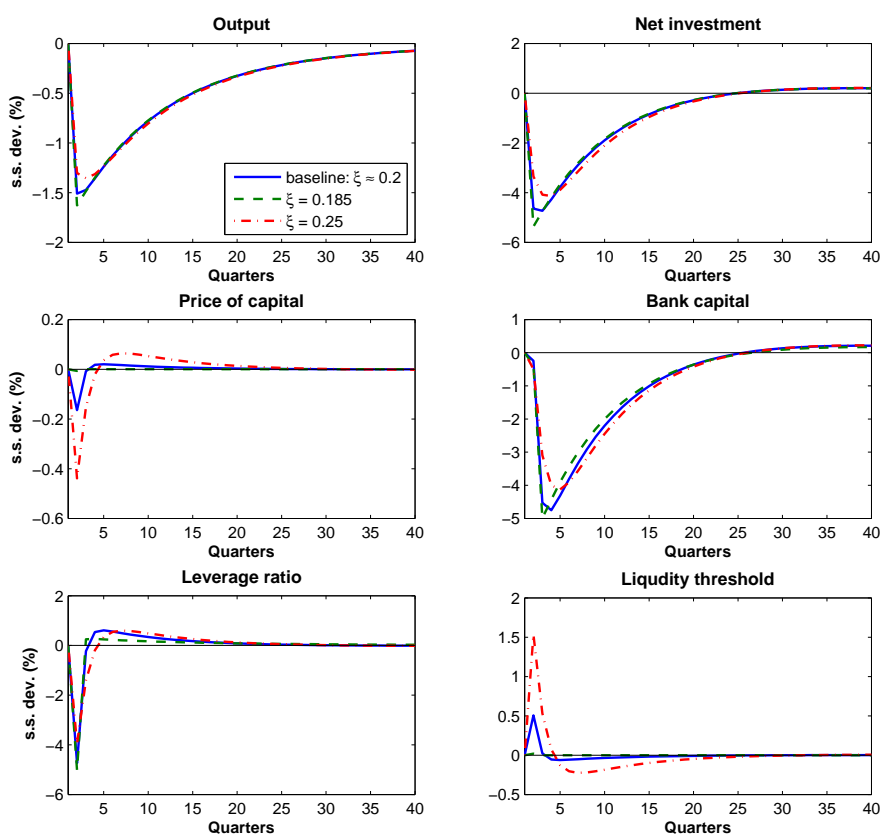 Output
0
−0.5
−1
−1.5
−2
s.s. dev. (%)
baseline: ξ ≈ 0.2
ξ = 0.185
ξ = 0.25
5 10 15 20 25 30 35 40
Quarters
Net investment
2
0
−2
−4
−6
5 10 15 20 25 30 35 40
Quarters
Price of capital
0.2
0
−0.2
−0.4
−0.6
s.s. dev. (%)
5 10 15 20 25 30 35 40
Quarters
Bank capital
1
0
−1
−2
−3
−4
−5
5 10 15 20 25 30 35 40
Quarters
Leverage ratio
2
0
−2
−4
−6
s.s. dev. (%)
5 10 15 20 25 30 35 40
Quarters
Liqudity threshold
2
1.5
1
0.5
0
−0.5
5 10 15 20 25 30 35 40
Quarters